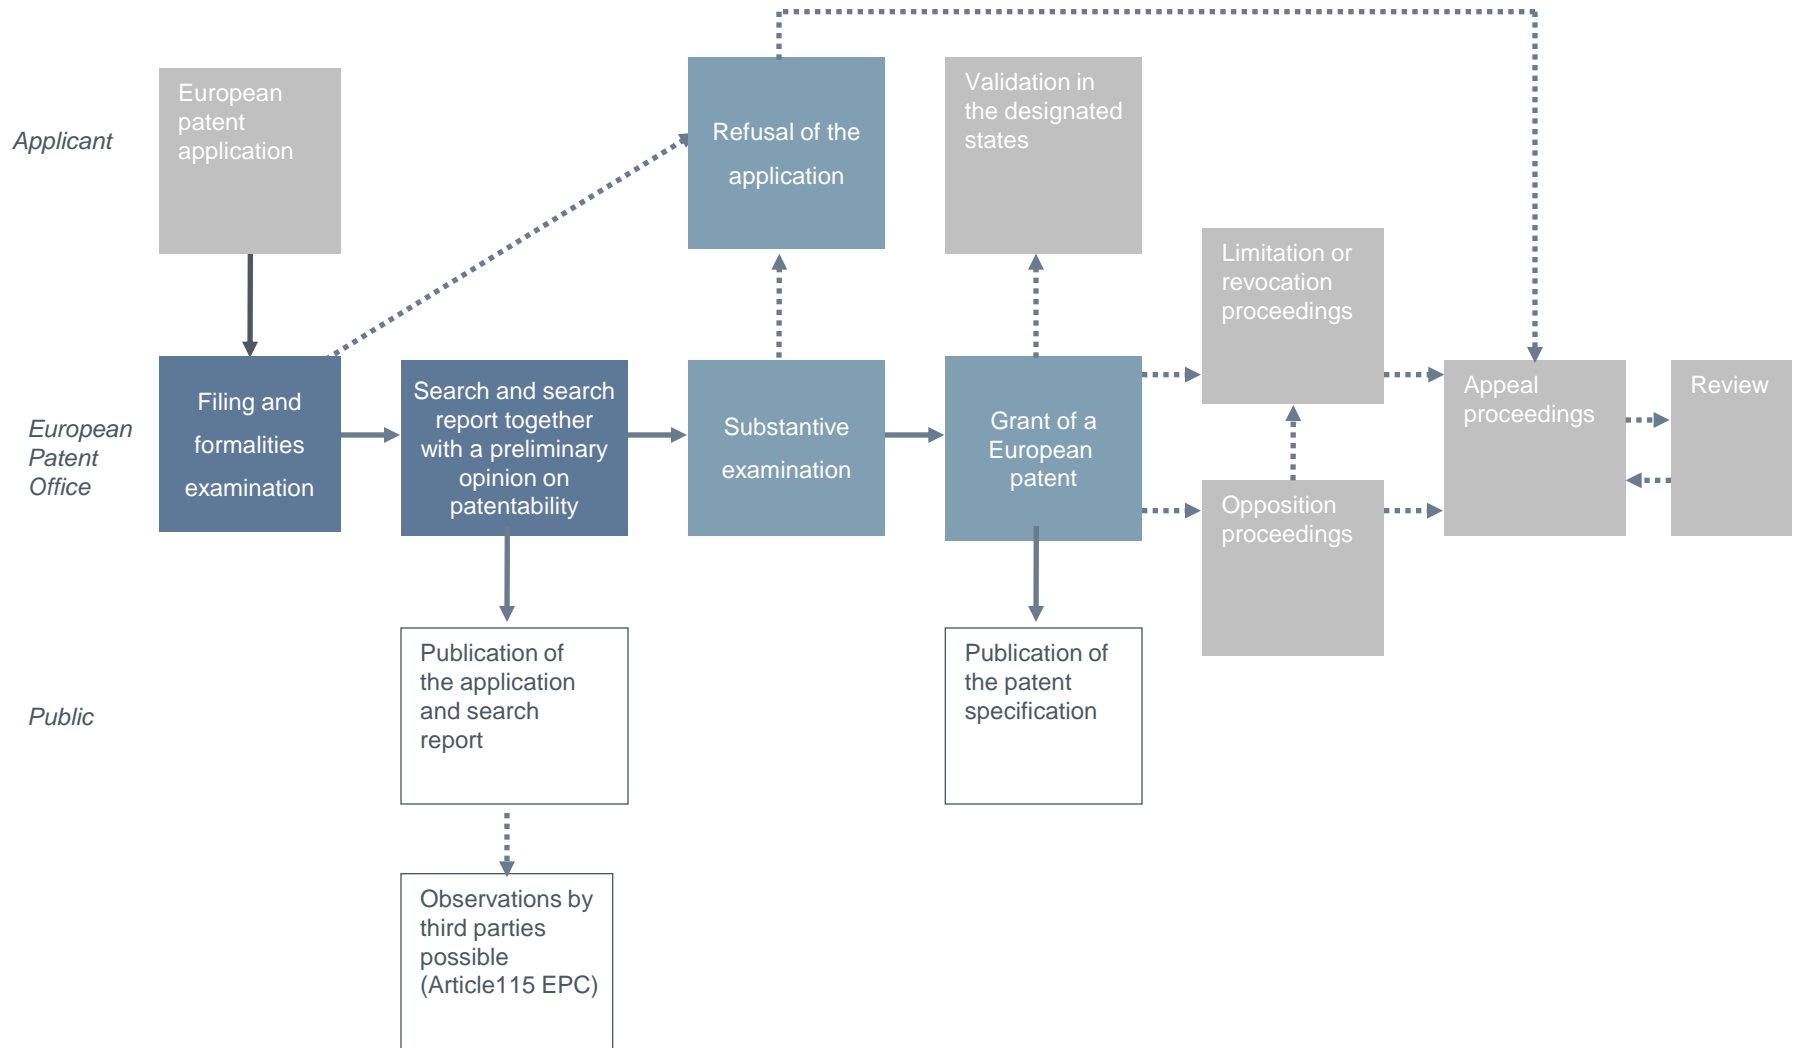 Applicant
European
patent
application
Refusal of the
application
Validation in
the designated
states
Limitation or
revocation
proceedings
European
Patent
Office
Filing and
formalities
examination
Search and search
report together
with a preliminary
opinion on
patentability
Substantive
examination
Grant of a
European
patent
Opposition
proceedings
Appeal
proceedings
Review
Public
Publication of
the application
and search
report
Publication of
the patent
specification
Observations by
third parties
possible
(Article115 EPC)